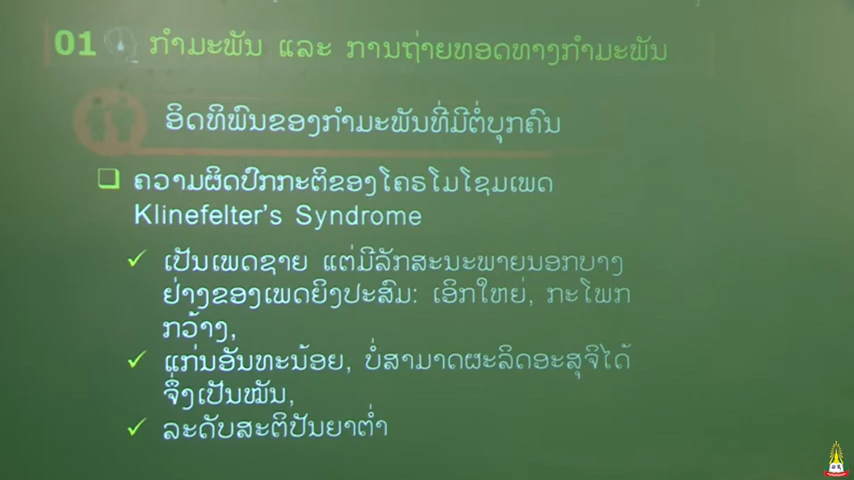 01 ກຳມະພັນ ແລະ ການຖ່າຍທອດທາງກຳມະພັນ
ອິດທິພົນຂອງກຳມະພັນທີ່ມີຕໍ່ບຸກຄົນ
ຄວາມຜິດປົກກະຕິຂອງໂຄຣໂມໂຊມເພດ
Klinefelter's Syndrome
ເປັນເພດຊາຍ ແຕ່ມີລັກສະນະພາຍນອກບາງ
ຢ່າງຂອງເພດຍິງປະສົມ: ເອິກໃຫຍ່, ກະໂພກ
ກວ້າງ,
ແກ່ນອັນທະນ້ອຍ, ບໍ່ສາມາດຜະລິດອະສຸຈິໄດ້
ຈຶ່ງເປັນໝັນ,
ລະດັບສະຕິປັນຍາຕ່ຳ